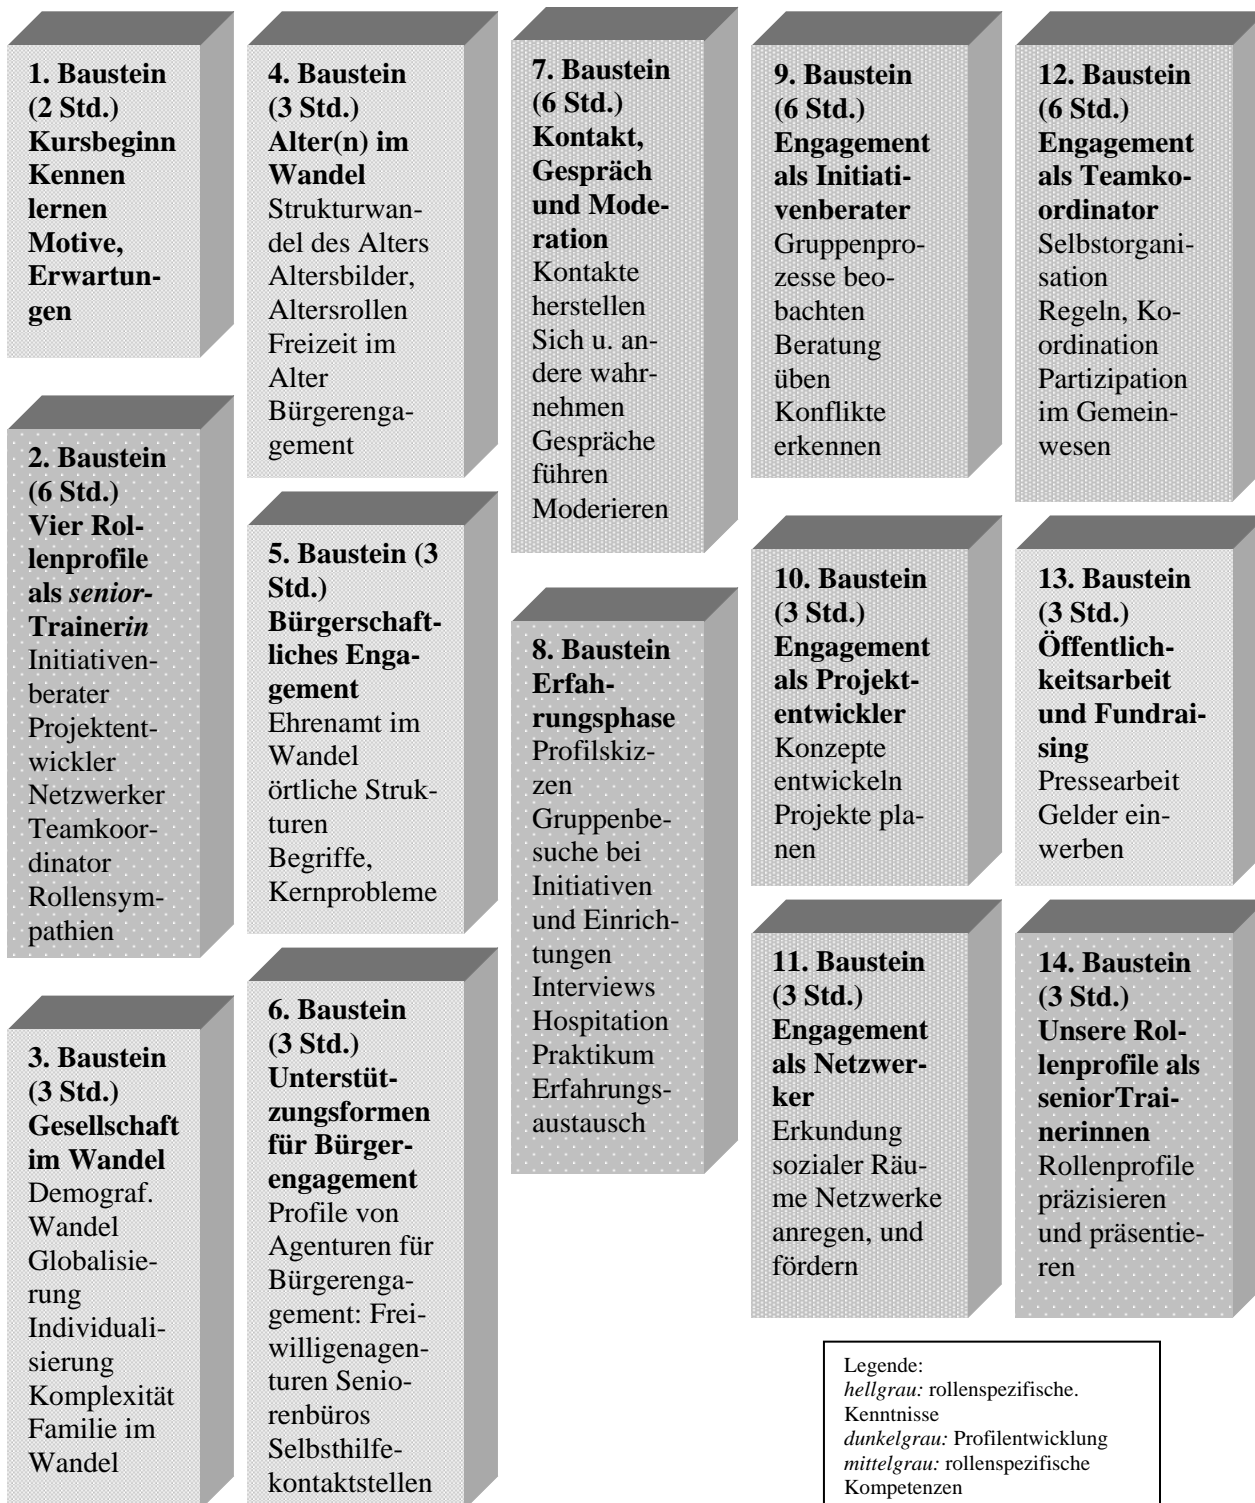 1. Baustein
(2 Std.)
Kursbeginn
Kennen
lernen
Motive,
Erwartun-
gen
2. Baustein
(6 Std.)
Vier Rol-
lenprofile
als senior-
Trainerin
Initiativen-
berater
Projektent-
wickler
Netzwerker
Teamkoor-
dinator
Rollensym-
pathien
3. Baustein
(3 Std.)
Gesellschaft
im Wandel
Demograf.
Wandel
Globalisie-
rung
Individuali-
sierung
Komplexität
Familie im
Wandel
4. Baustein
(3 Std.)
Alter(n) im
Wandel
Strukturwan-
del des Alters
Altersbilder,
Altersrollen
Freizeit im
Alter
Bürgerenga-
gement
5. Baustein (3
Std.)
Bürgerschaft-
liches Enga-
gement
Ehrenamt im
Wandel
örtliche Struk-
turen
Begriffe,
Kernprobleme
6. Baustein
(3 Std.)
Unterstüt-
zungsformen
für Bürger-
engagement
Profile von
Agenturen für
Bürgerenga-
gement: Frei-
willigenagen-
turen Senio-
renbüros
Selbsthilfe-
kontaktstellen
7. Baustein
(6 Std.)
Kontakt,
Gespräch
und Mode-
ration
Kontakte
herstellen
Sich u. an-
dere wahr-
nehmen
Gespräche
führen
Moderieren
8. Baustein
Erfah-
rungsphase
Profilskiz-
zen
Gruppenbe-
suche bei
Initiativen
und Einrich-
tungen
Interviews
Hospitation
Praktikum
Erfahrungs-
austausch
9. Baustein
(6 Std.)
Engagement
als Initiati-
venberater
Gruppenpro-
zesse beo-
bachten
Beratung
üben
Konflikte
erkennen
10. Baustein
(3 Std.)
Engagement
als Projekt-
entwickler
Konzepte
entwickeln
Projekte pla-
nen
11. Baustein
(3 Std.)
Engagement
als Netzwer-
ker
Erkundung
sozialer Räu-
me Netzwerke
anregen, und
fördern
12. Baustein
(6 Std.)
Engagement
als Teamko-
ordinator
Selbstorgani-
sation
Regeln, Ko-
ordination
Partizipation
im Gemein-
wesen
13. Baustein
(3 Std.)
Öffentlich-
keitsarbeit
und Fundrai-
sing
Pressearbeit
Gelder ein-
werben
14. Baustein
(3 Std.)
Unsere Rol-
lenprofile als
seniorTrai-
nerinnen
Rollenprofile
präzisieren
und präsentie-
ren
Legende:
hellgrau: rollenspezifische.
Kenntnisse
dunkelgrau: Profilentwicklung
mittelgrau: rollenspezifische
Kompetenzen